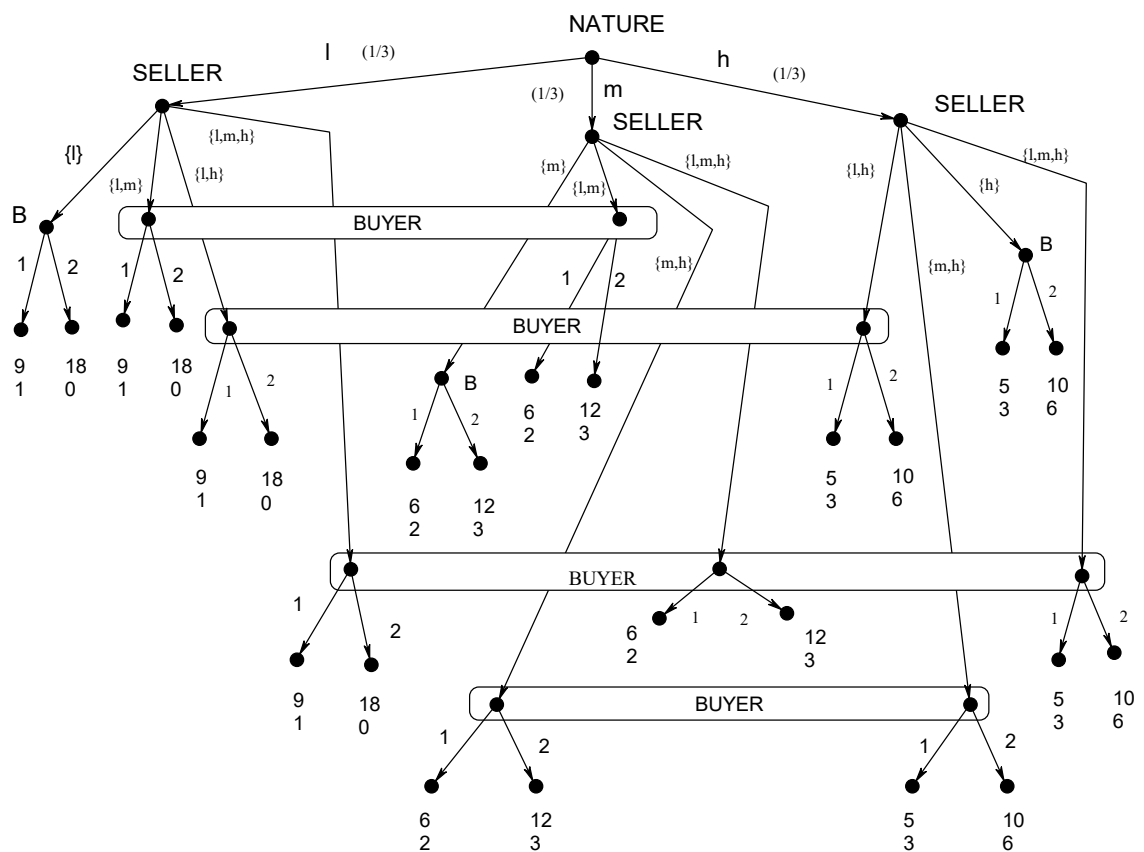 NATURE
l (1/3)
h
(1/3)
(1/3) m
SELLER
SELLER
SELLER
{l} {l,m} {l,h} {l,m,h}
{m} {l,m} {m,h} {l,m,h}
{l,h} {m,h} {h} {l,m,h}
B
BUYER
B
1 2 1 2
1 2
1 2
BUYER
9 18 9 18
1 0 1 0
5 10
3 6
1 2
B
1 2
6 12
2 3
1 2
9 18
1 0
6 12
2 3
5 10
3 6
BUYER
1 2
1 2
1 2
6 12
2 3
9 18
1 0
5 10
3 6
BUYER
1 2
1 2
6 12
2 3
5 10
3 6